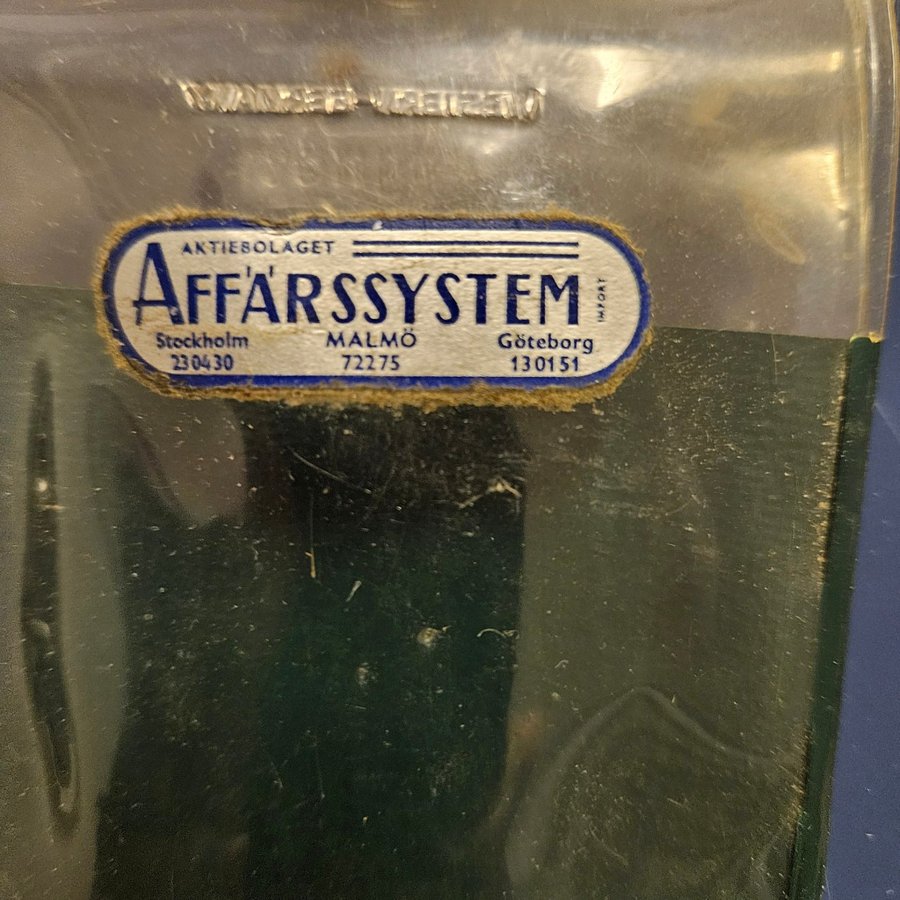 AKTIEBOLAGET
AFFÄRSSYSTEM
IMPORT
Stockholm MALMÖ Göteborg
230430 72275 130151